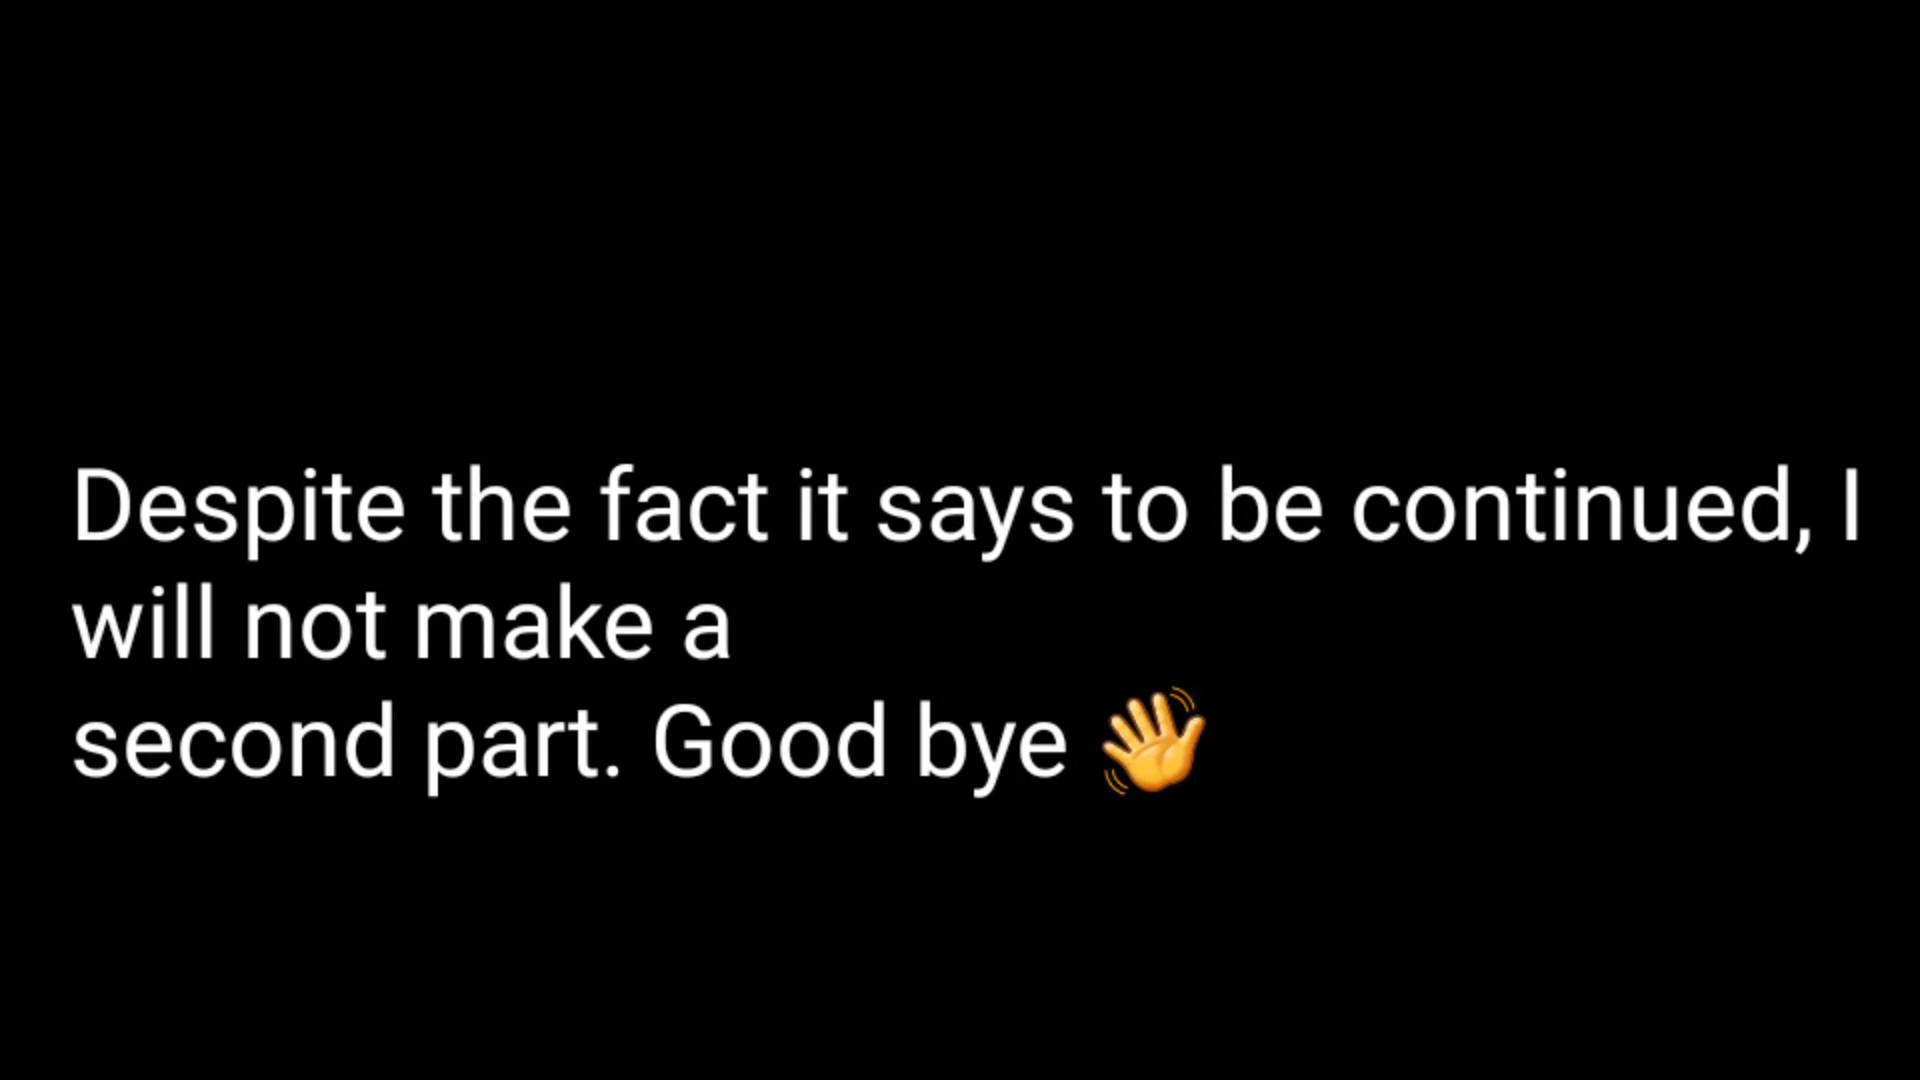 Despite the fact it says to be continued, I
will not make a
second part. Good bye 👋